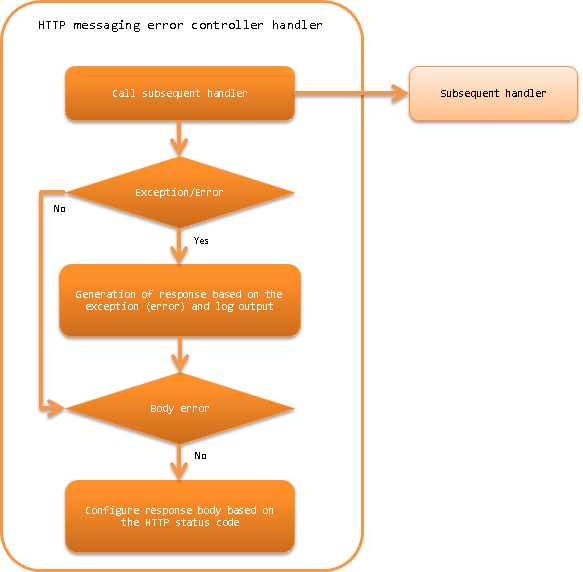 HTTP messaging error controller handler
Call subsequent handler
Subsequent handler
Exception/Error
No
Yes
Generation of response based on the
exception (error) and log output
Body error
No
Configure response body based on
the HTTP status code